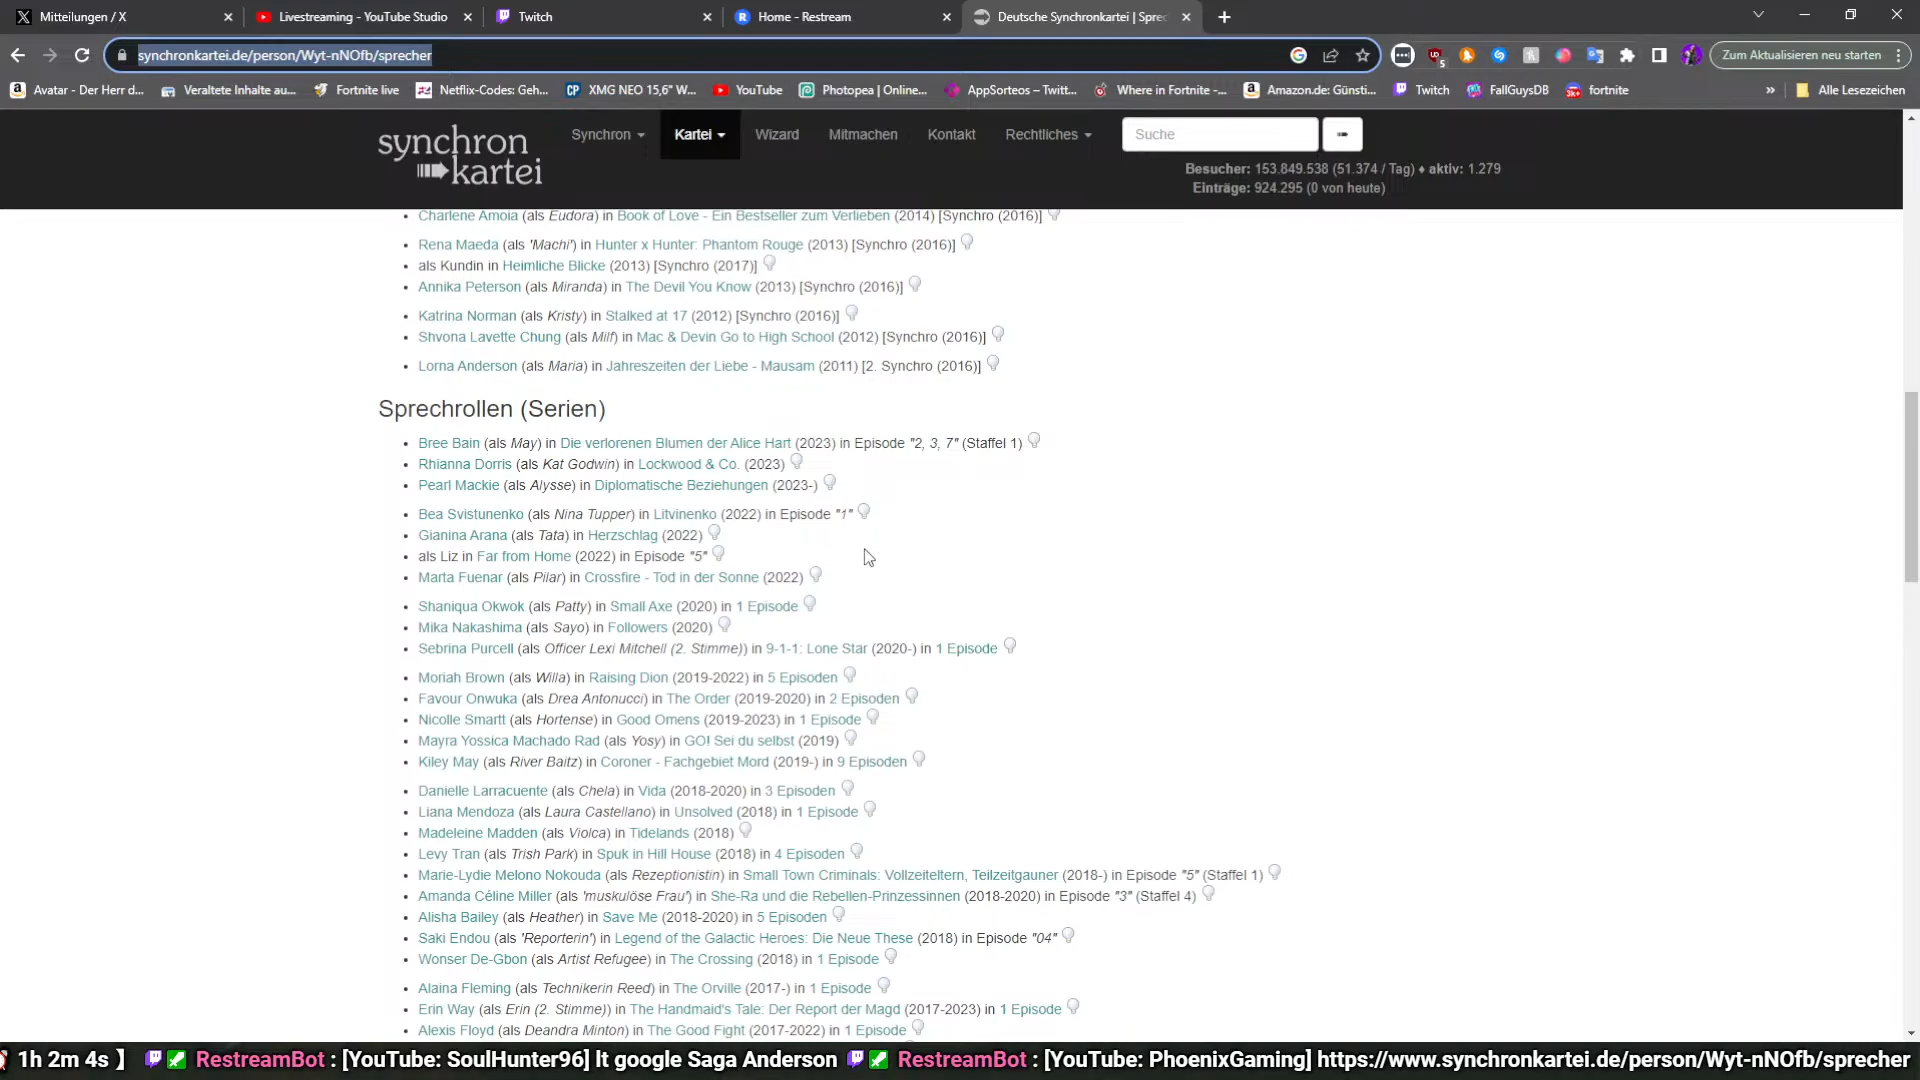 Mitteilungen / X
Livestreaming - YouTube Studio
Twitch
Home - Restream
Deutsche Synchronkartei | Sprec
synchronkartei.de/person/Wyt-nNOfb/sprecher
5
Zum Aktualisieren neu starten
Avatar - Der Herr d...
Veraltete Inhalte au...
Fortnite live
Netflix-Codes: Geh...
XMG NEO 15,6" W...
YouTube
Photopea | Online...
AppSorteos – Twitt...
Where in Fortnite -...
Amazon.de: Günsti...
Twitch
FallGuysDB
fortnite
»
Alle Lesezeichen
synchron
kartei
Synchron
Kartei
Wizard
Mitmachen
Kontakt
Rechtliches
Suche
Besucher: 153.849.538 (51.374 / Tag) ♦ aktiv: 1.279
Einträge: 924.295 (0 von heute)
Charlene Amoia (als Eudora) in Book of Love - Ein Bestseller zum Verlieben (2014) [Synchro (2016)]
Rena Maeda (als 'Machi') in Hunter x Hunter: Phantom Rouge (2013) [Synchro (2016)]
als Kundin in Heimliche Blicke (2013) [Synchro (2017)]
Annika Peterson (als Miranda) in The Devil You Know (2013) [Synchro (2016)]
Katrina Norman (als Kristy) in Stalked at 17 (2012) [Synchro (2016)]
Shvona Lavette Chung (als Milf) in Mac & Devin Go to High School (2012) [Synchro (2016)]
Lorna Anderson (als Maria) in Jahreszeiten der Liebe - Mausam (2011) [2. Synchro (2016)]
Sprechrollen (Serien)
Bree Bain (als May) in Die verlorenen Blumen der Alice Hart (2023) in Episode "2, 3, 7" (Staffel 1)
Rhianna Dorris (als Kat Godwin) in Lockwood & Co. (2023)
Pearl Mackie (als Alysse) in Diplomatische Beziehungen (2023-)
Bea Svistunenko (als Nina Tupper) in Litvinenko (2022) in Episode "1"
Gianina Arana (als Tata) in Herzschlag (2022)
als Liz in Far from Home (2022) in Episode "5"
Marta Fuenar (als Pilar) in Crossfire - Tod in der Sonne (2022)
Shaniqua Okwok (als Patty) in Small Axe (2020) in 1 Episode
Mika Nakashima (als Sayo) in Followers (2020)
Sebrina Purcell (als Officer Lexi Mitchell (2. Stimme)) in 9-1-1: Lone Star (2020-) in 1 Episode
Moriah Brown (als Willa) in Raising Dion (2019-2022) in 5 Episoden
Favour Onwuka (als Drea Antonucci) in The Order (2019-2020) in 2 Episoden
Nicolle Smartt (als Hortense) in Good Omens (2019-2023) in 1 Episode
Mayra Yossica Machado Rad (als Yosy) in GO! Sei du selbst (2019)
Kiley May (als River Baitz) in Coroner - Fachgebiet Mord (2019-) in 9 Episoden
Danielle Larracuente (als Chela) in Vida (2018-2020) in 3 Episoden
Liana Mendoza (als Laura Castellano) in Unsolved (2018) in 1 Episode
Madeleine Madden (als Violca) in Tidelands (2018)
Levy Tran (als Trish Park) in Spuk in Hill House (2018) in 4 Episoden
Marie-Lydie Melono Nokouda (als Rezeptionistin) in Small Town Criminals: Vollzeiteltern, Teilzeitgauner (2018-) in Episode "5" (Staffel 1)
Amanda Céline Miller (als 'muskulöse Frau') in She-Ra und die Rebellen-Prinzessinnen (2018-2020) in Episode "3" (Staffel 4)
Alisha Bailey (als Heather) in Save Me (2018-2020) in 5 Episoden
Saki Endou (als 'Reporterin') in Legend of the Galactic Heroes: Die Neue These (2018) in Episode "04"
Wonser De-Gbon (als Artist Refugee) in The Crossing (2018) in 1 Episode
Alaina Fleming (als Technikerin Reed) in The Orville (2017-) in 1 Episode
Erin Way (als Erin (2. Stimme)) in The Handmaid's Tale: Der Report der Magd (2017-2023) in 1 Episode
Alexis Floyd (als Deandra Minton) in The Good Fight (2017-2022) in 1 Episode
1h 2m 4s 】 RestreamBot : [YouTube: SoulHunter96] lt google Saga Anderson RestreamBot : [YouTube: PhoenixGaming] https://www.synchronkartei.de/person/Wyt-nNOfb/sprecher